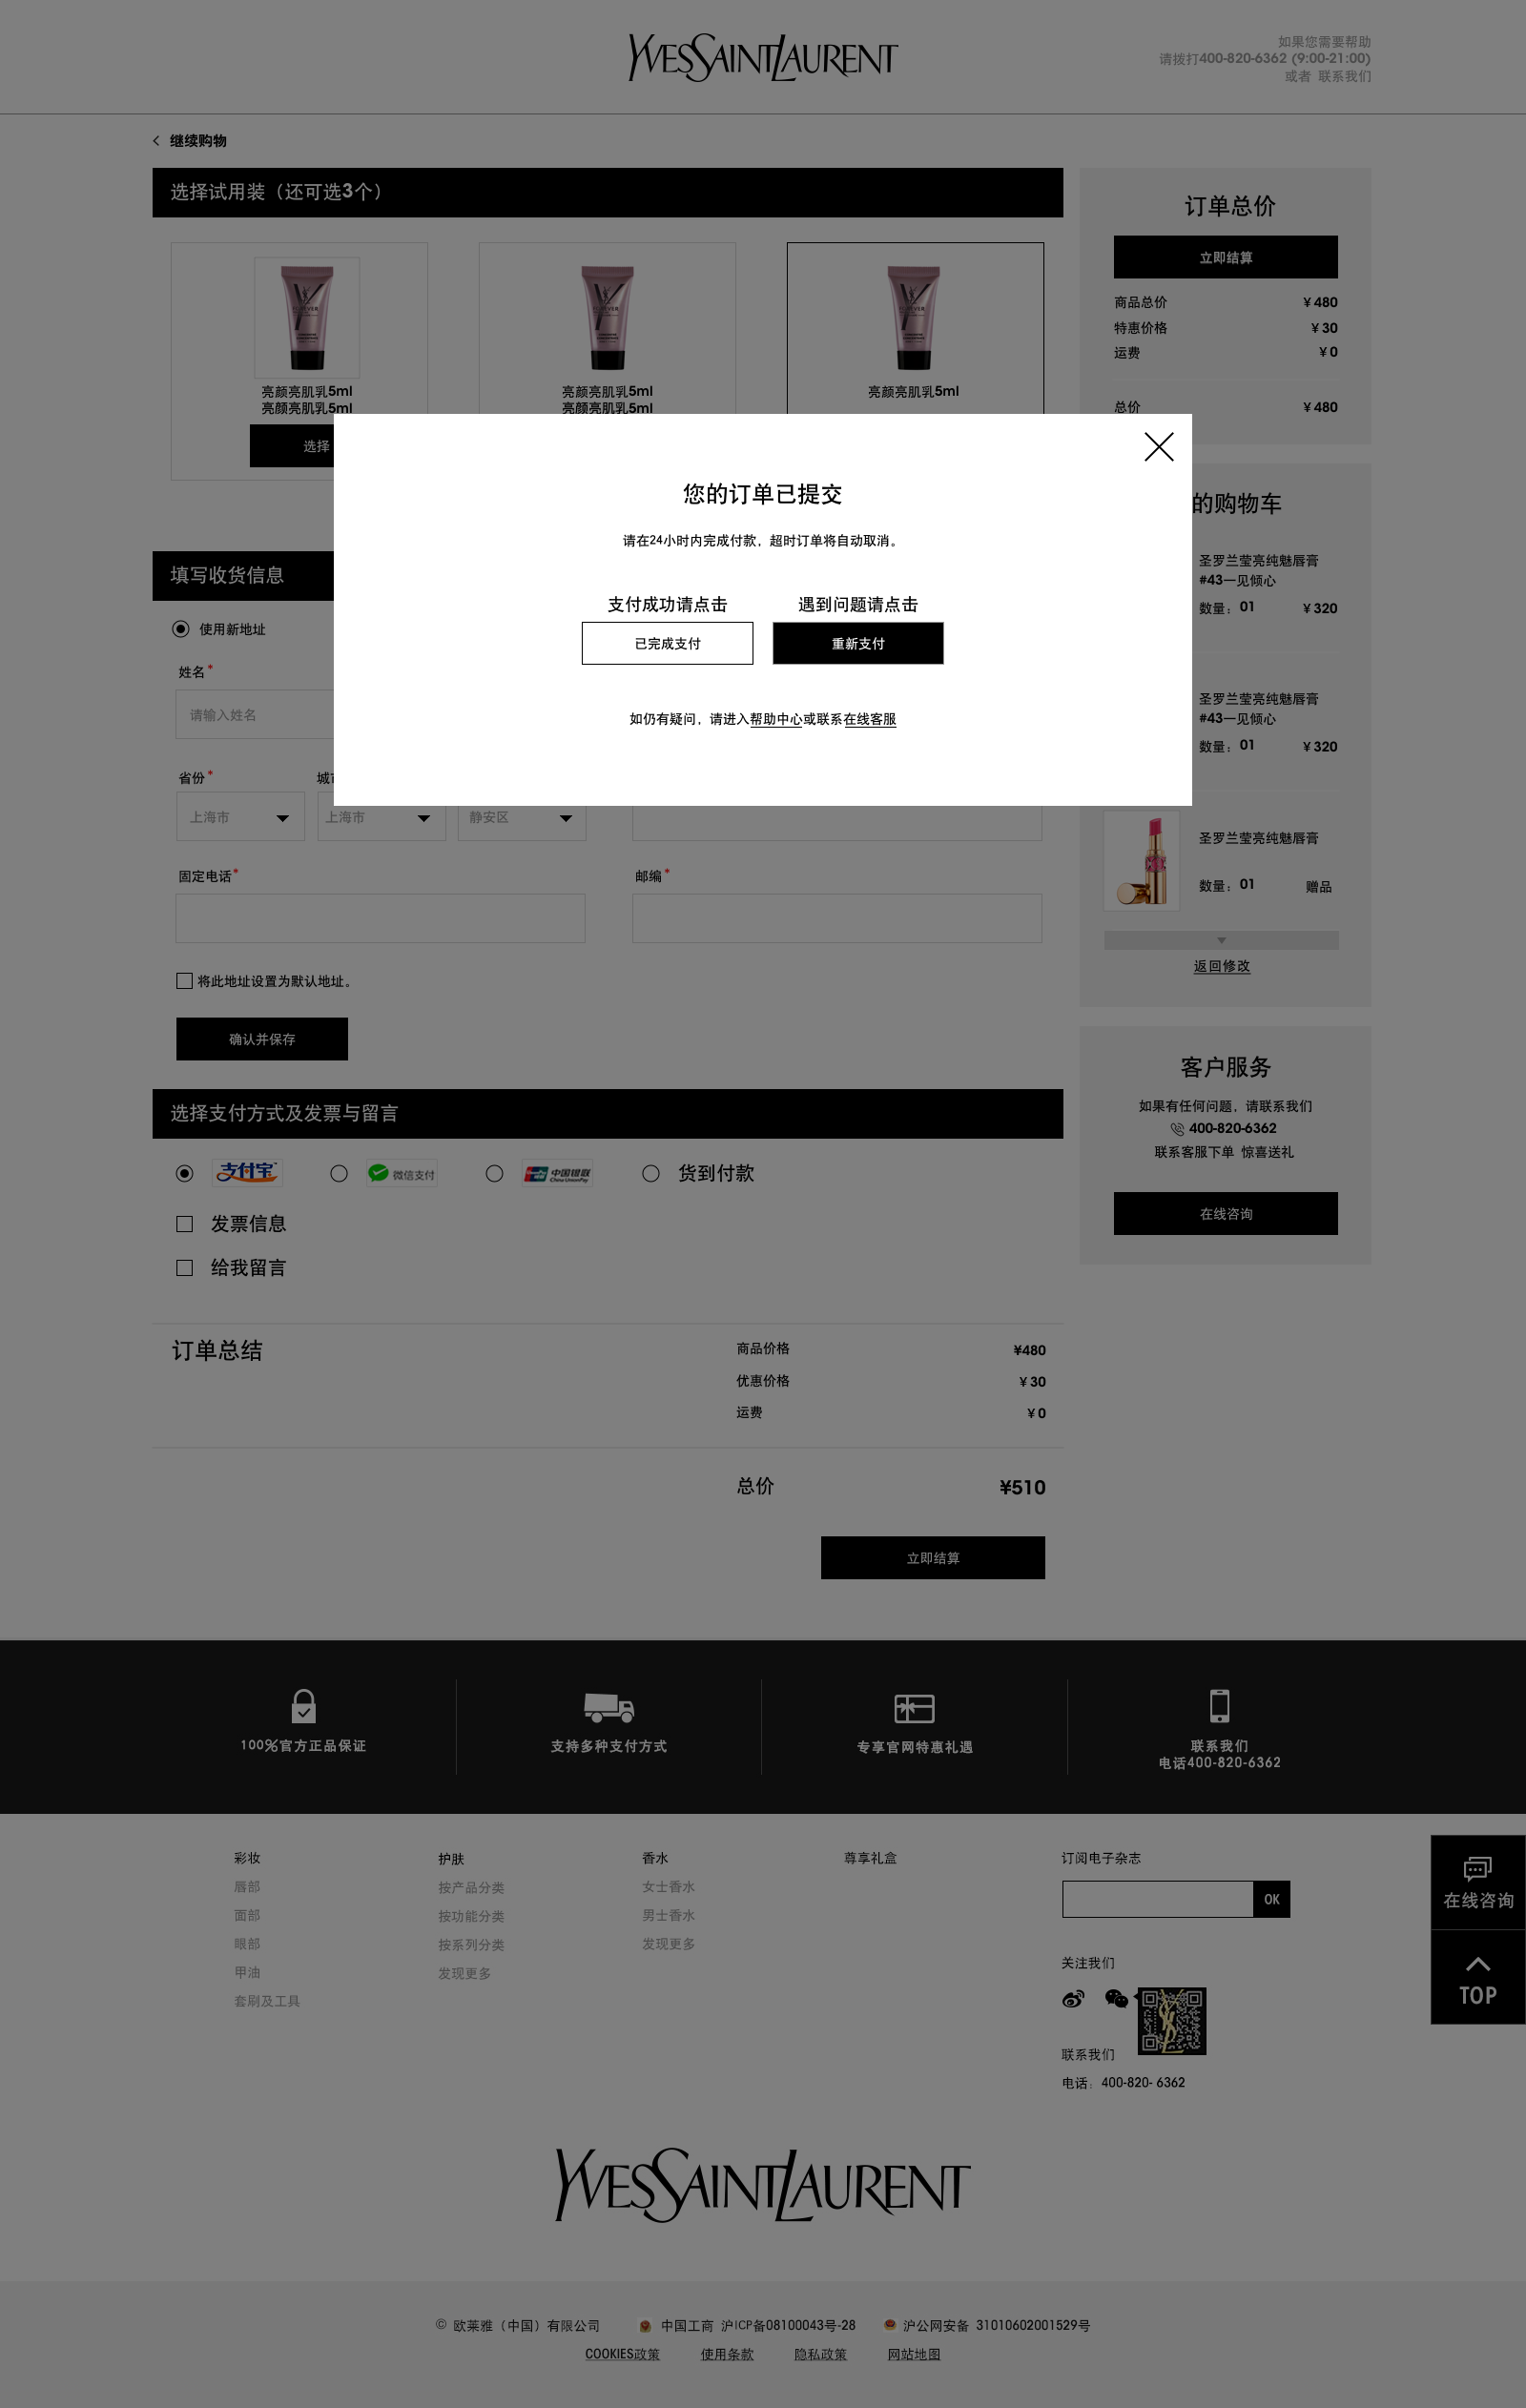 YVESSAINTLAURENT
如果您需要帮助
请拨打400-820-6362 (9:00-21:00)
或者 联系我们
继续购物
选择试用装（还可选3个）
亮颜亮肌乳5ml
亮颜亮肌乳5ml
选择
亮颜亮肌乳5ml
亮颜亮肌乳5ml
亮颜亮肌乳5ml
订单总价
立即结算
商品总价 ￥480
特惠价格 ￥30
运费 ￥0
总价 ￥480
您的订单已提交
请在24小时内完成付款，超时订单将自动取消。
支付成功请点击
已完成支付
遇到问题请点击
重新支付
如仍有疑问，请进入帮助中心或联系在线客服
的购物车
圣罗兰莹亮纯魅唇膏
#43一见倾心
数量：01 ￥320
圣罗兰莹亮纯魅唇膏
#43一见倾心
数量：01 ￥320
圣罗兰莹亮纯魅唇膏
数量：01 赠品
返回修改
填写收货信息
使用新地址
姓名*
请输入姓名
省份*
城
上海市
上海市
静安区
固定电话*
邮编*
将此地址设置为默认地址。
确认并保存
客户服务
如果有任何问题，请联系我们
400-820-6362
联系客服下单 惊喜送礼
在线咨询
选择支付方式及发票与留言
支付宝
微信支付
中国银联
China UnionPay
货到付款
发票信息
给我留言
订单总结
商品价格 ¥480
优惠价格 ￥30
运费 ￥0
总价 ¥510
立即结算
100%官方正品保证
支持多种支付方式
专享官网特惠礼遇
联系我们
电话400-820-6362
彩妆
唇部
面部
眼部
甲油
套刷及工具
护肤
按产品分类
按功能分类
按系列分类
发现更多
香水
女士香水
男士香水
发现更多
尊享礼盒
订阅电子杂志
OK
关注我们
联系我们
电话：400-820- 6362
在线咨询
TOP
YVESSAINTLAURENT
© 欧莱雅（中国）有限公司 中国工商 沪ICP备08100043号-28 沪公网安备 31010602001529号
COOKIES政策 使用条款 隐私政策 网站地图